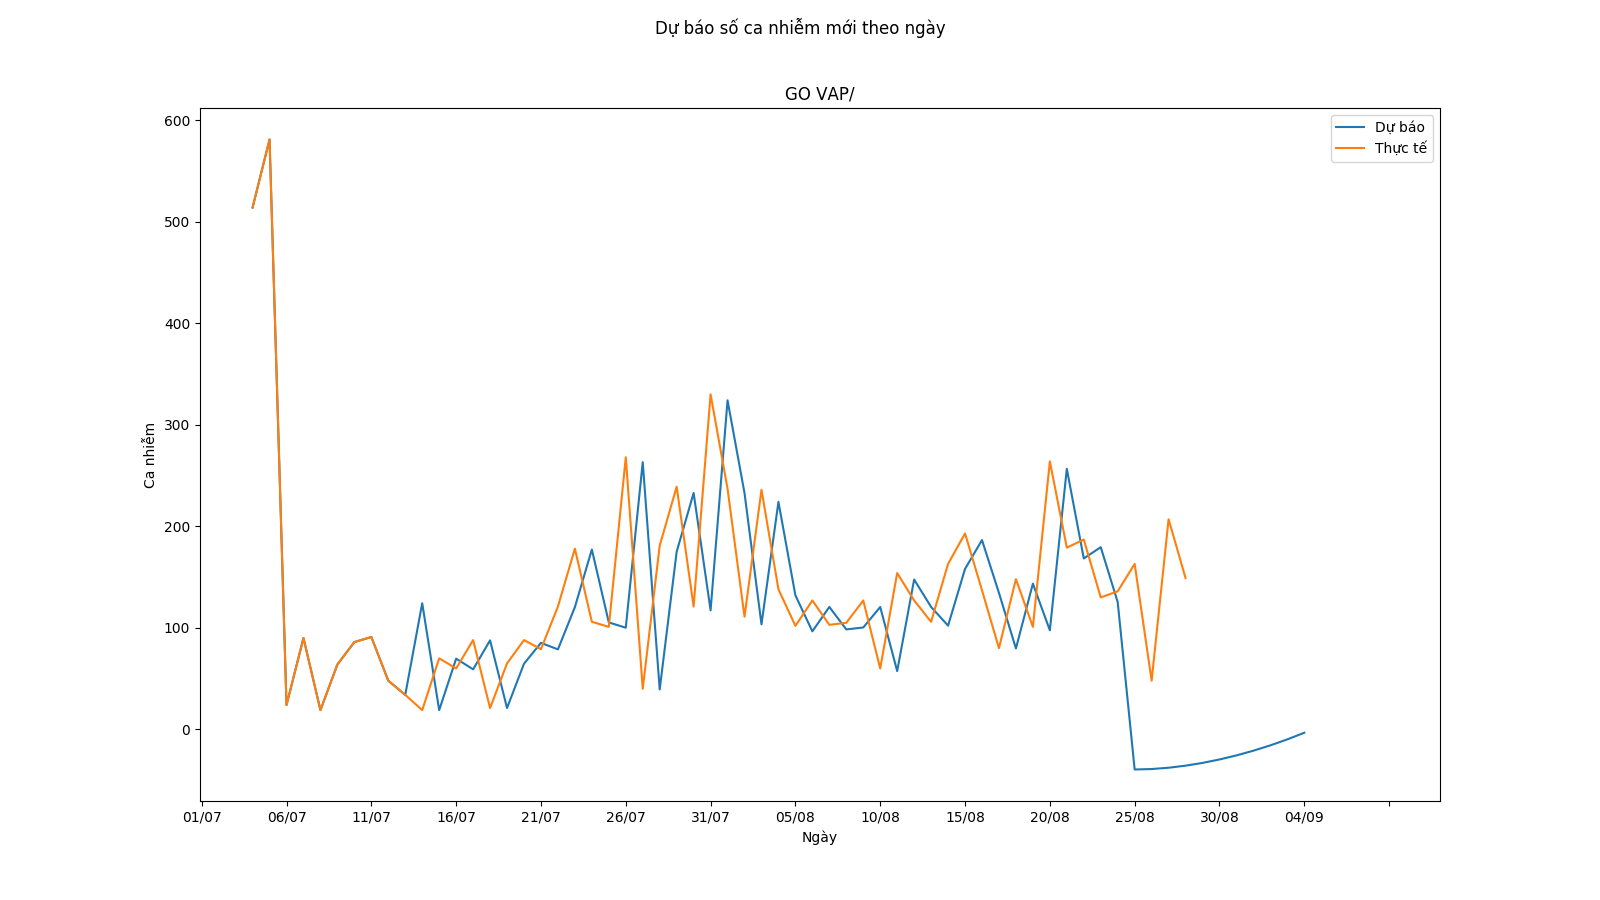 Dự báo số ca nhiễm mới theo ngày
GO VAP/
Dự báo
Thực tế
600
500
400
300
200
100
0
Ca nhiễm
01/07 06/07 11/07 16/07 21/07 26/07 31/07 05/08 10/08 15/08 20/08 25/08 30/08 04/09
Ngày